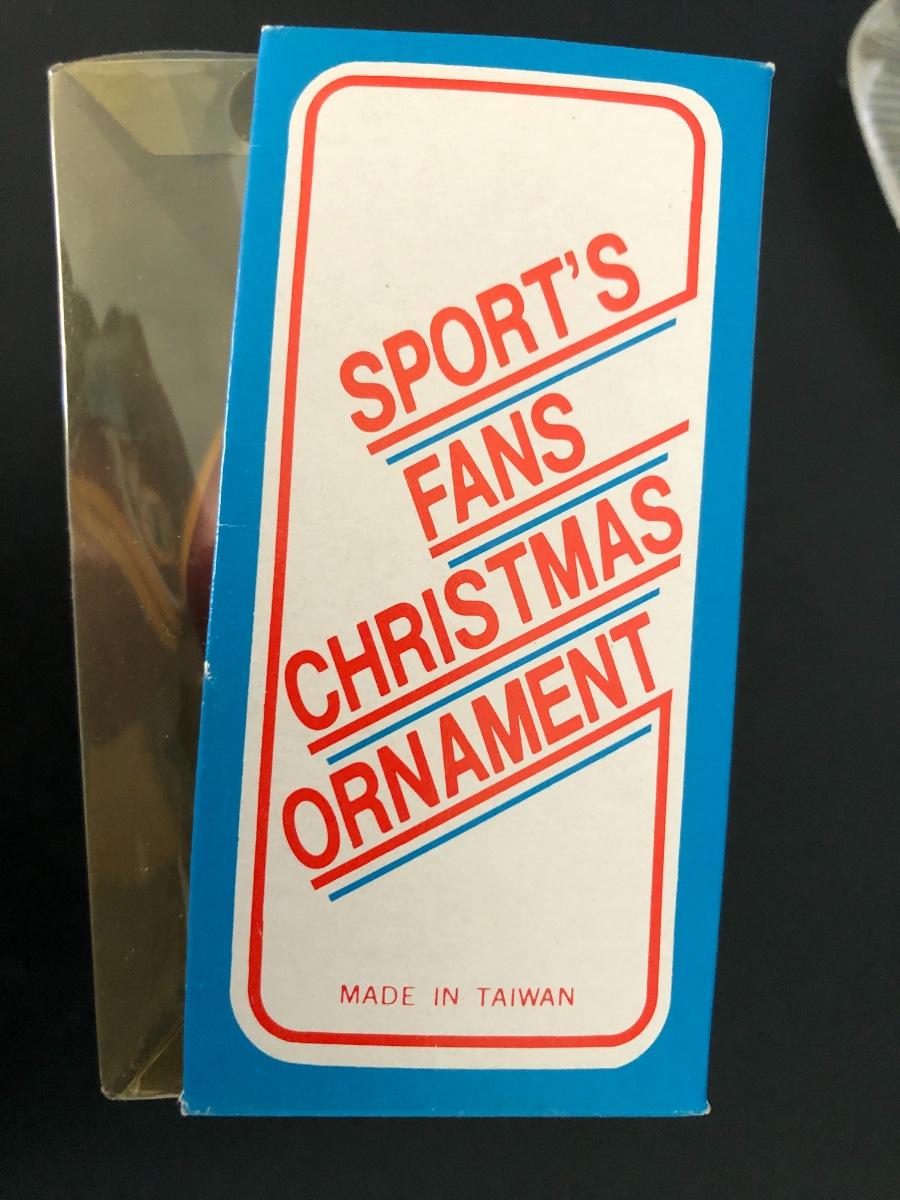 SPORT'S
FANS
CHRISTMAS
ORNAMENT
MADE IN TAIWAN